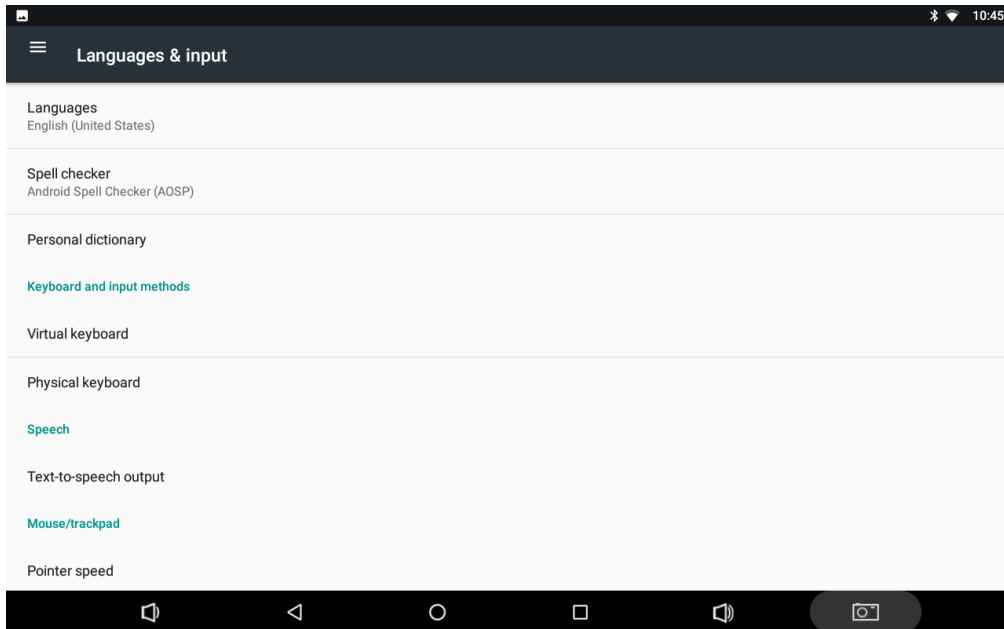 10:45
Languages & input
Languages
English (United States)
Spell checker
Android Spell Checker (AOSP)
Personal dictionary
Keyboard and input methods
Virtual keyboard
Physical keyboard
Speech
Text-to-speech output
Mouse/trackpad
Pointer speed